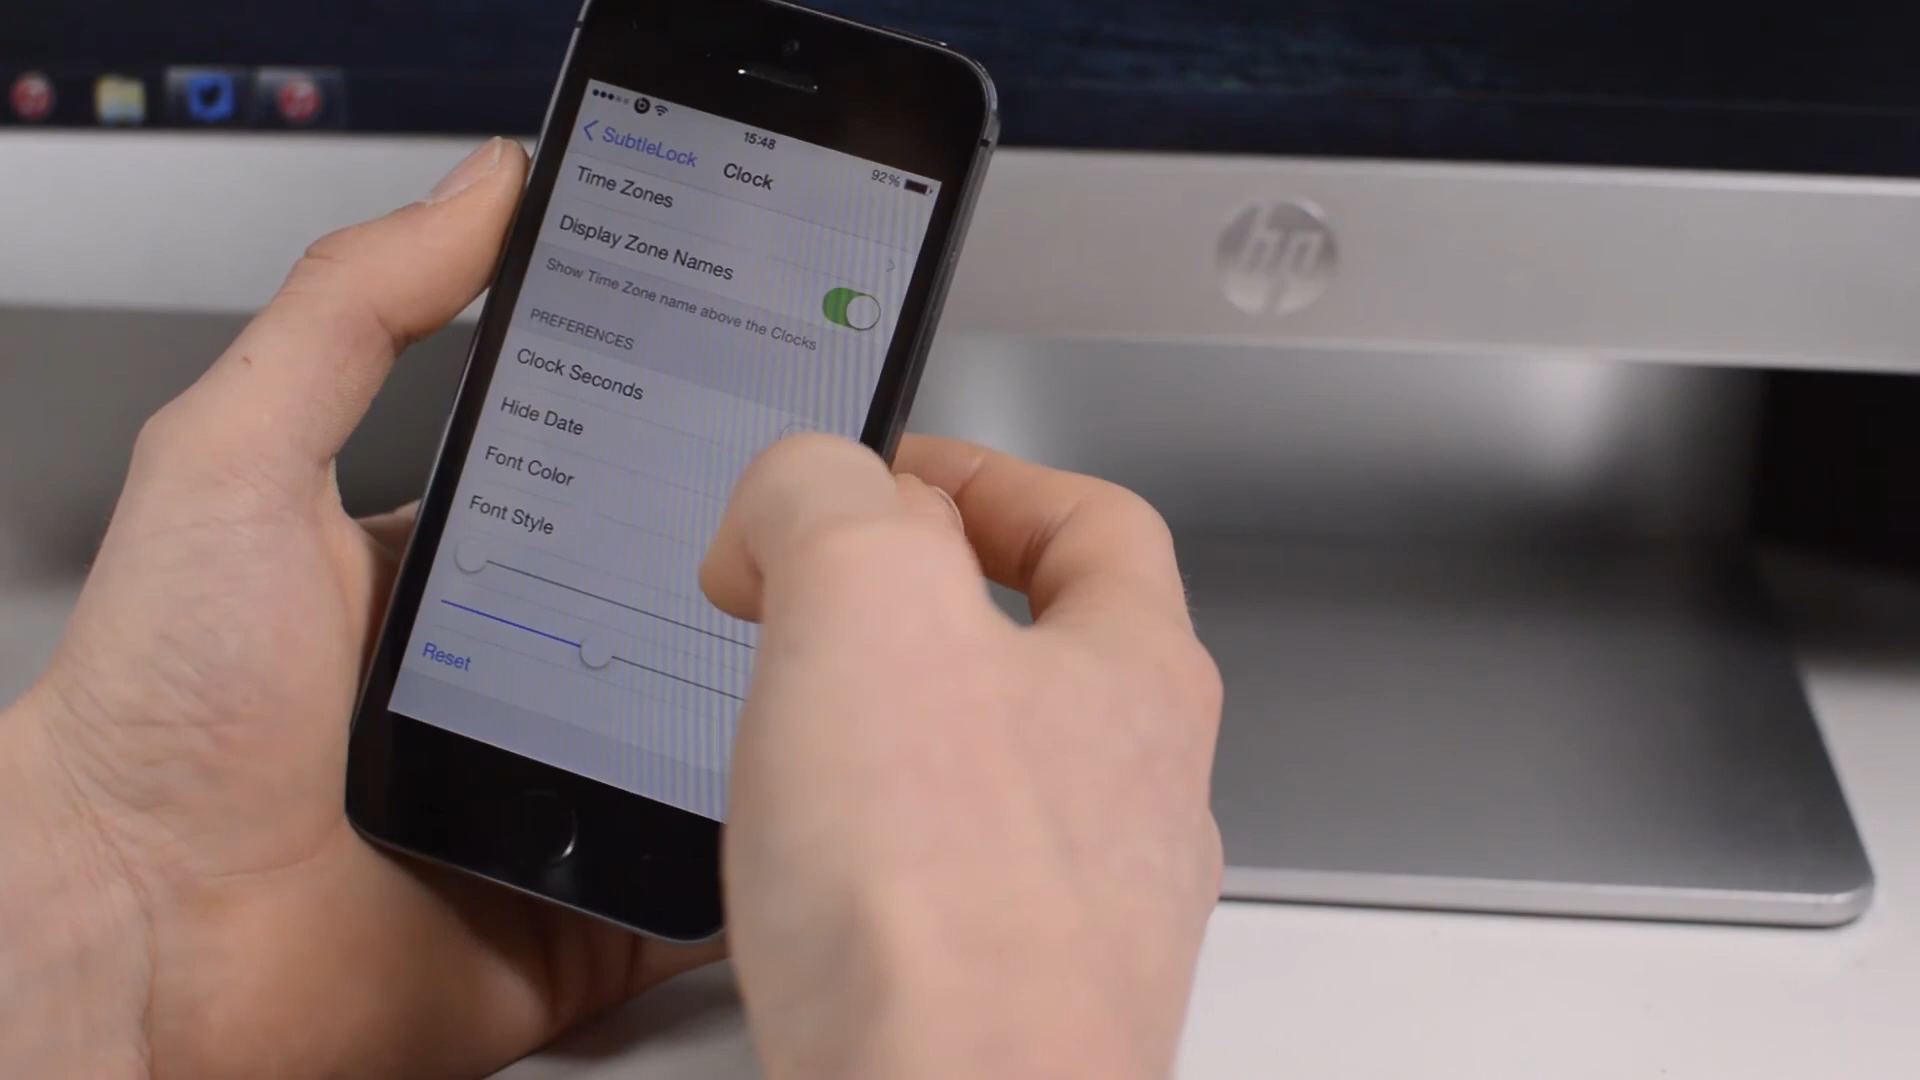 15:48
92%
SubtleLock
Clock
Time Zones
Display Zone Names
Show Time Zone name above the Clocks
PREFERENCES
Clock Seconds
Hide Date
Font Color
Font Style
Reset
hp